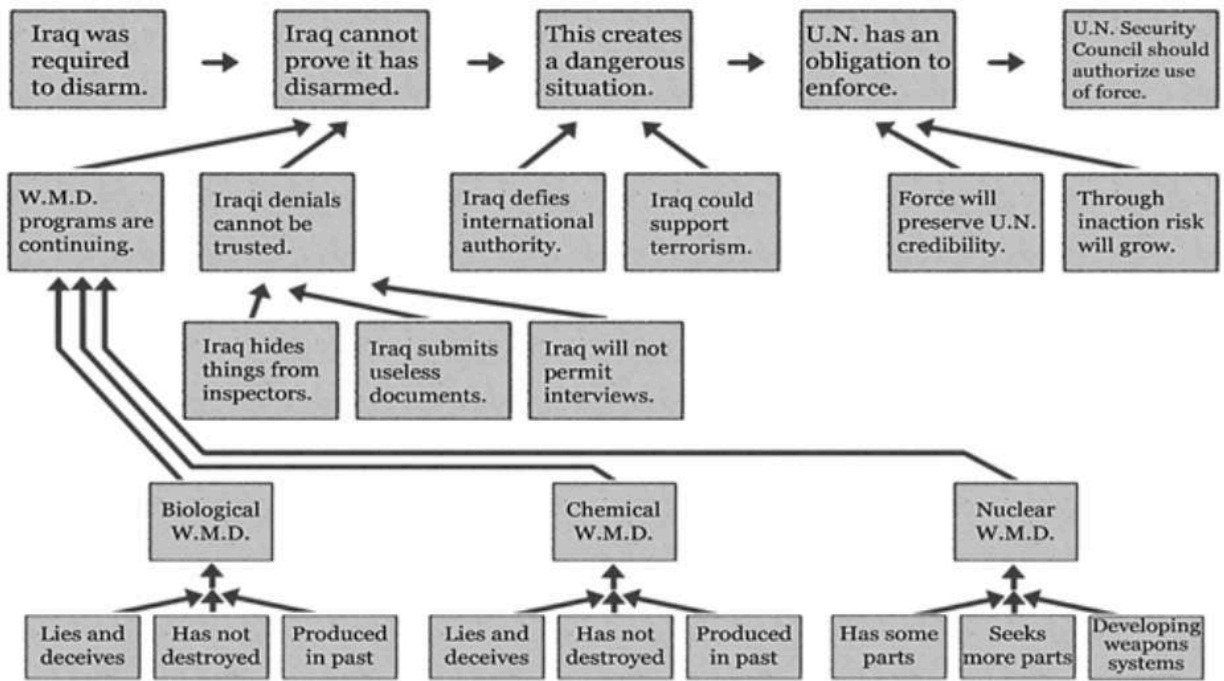 Iraq was
required
to disarm.
Iraq cannot
prove it has
disarmed.
This creates
a dangerous
situation.
U.N. has an
obligation to
enforce.
U.N. Security
Council should
authorize use
of force.
W.M.D.
programs are
continuing.
Iraqi denials
cannot be
trusted.
Iraq defies
international
authority.
Iraq could
support
terrorism.
Force will
preserve U.N.
credibility.
Through
inaction risk
will grow.
Iraq hides
things from
inspectors.
Iraq submits
useless
documents.
Iraq will not
permit
interviews.
Biological
W.M.D.
Chemical
W.M.D.
Nuclear
W.M.D.
Lies and
deceives
Has not
destroyed
Produced
in past
Lies and
deceives
Has not
destroyed
Produced
in past
Has some
parts
Seeks
more parts
Developing
weapons
systems